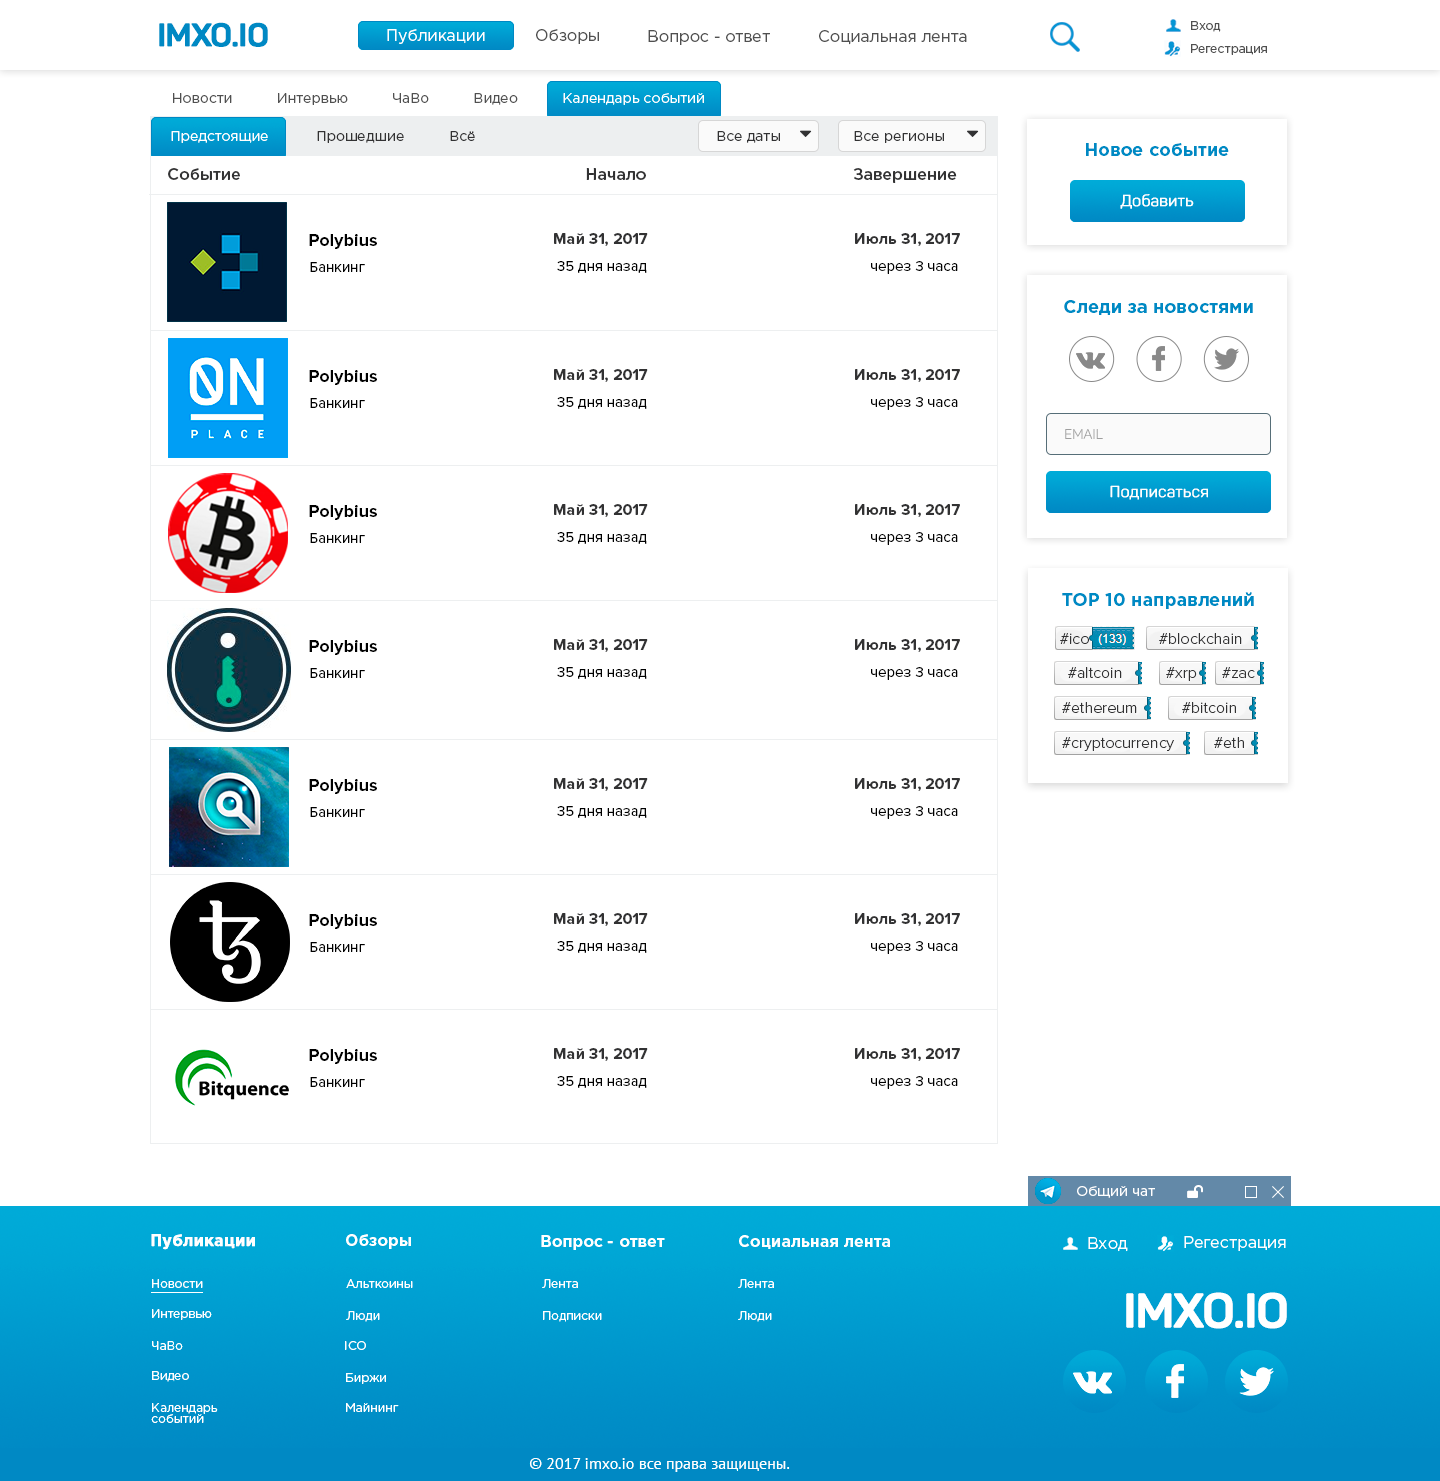 IMXO.IO
Публикации
Обзоры
Вопрос - ответ
Социальная лента
Вход
Регестрация
Новости
Интервью
ЧаВо
Видео
Календарь событий
Предстоящие
Прошедшие
Всё
Все даты
Все регионы
Событие
Начало
Завершение
Polybius
Банкинг
Май 31, 2017
35 дня назад
Июль 31, 2017
через 3 часа
ON
PLACE
Polybius
Банкинг
Май 31, 2017
35 дня назад
Июль 31, 2017
через 3 часа
Polybius
Банкинг
Май 31, 2017
35 дня назад
Июль 31, 2017
через 3 часа
Polybius
Банкинг
Май 31, 2017
35 дня назад
Июль 31, 2017
через 3 часа
Polybius
Банкинг
Май 31, 2017
35 дня назад
Июль 31, 2017
через 3 часа
Polybius
Банкинг
Май 31, 2017
35 дня назад
Июль 31, 2017
через 3 часа
Bitquence
Polybius
Банкинг
Май 31, 2017
35 дня назад
Июль 31, 2017
через 3 часа
Новое событие
Добавить
Следи за новостями
EMAIL
Подписаться
TOP 10 направлений
#ico (133) #blockchain
#altcoin #xrp #zac
#ethereum #bitcoin
#cryptocurrency #eth
Общий чат
Публикации
Новости
Интервью
ЧаВо
Видео
Календарь
событий
Обзоры
Альткоины
Люди
ICO
Биржи
Майнинг
Вопрос - ответ
Лента
Подписки
Социальная лента
Лента
Люди
Вход
Регестрация
IMXO.IO
© 2017 imxo.io все права защищены.